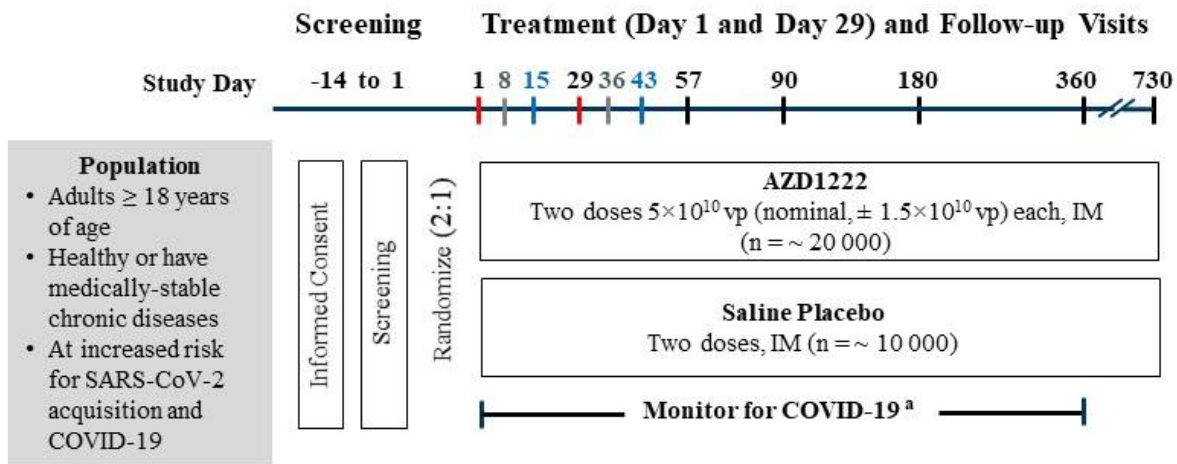 Screening Treatment (Day 1 and Day 29) and Follow-up Visits
Study Day -14 to 1 1 8 15 29 36 43 57 90 180 360 730
Population
• Adults ≥ 18 years
of age
• Healthy or have
medically-stable
chronic diseases
• At increased risk
for SARS-CoV-2
acquisition and
COVID-19
Informed Consent
Screening
Randomize (2:1)
AZD1222
Two doses 5×10¹⁰ vp (nominal, ± 1.5×10¹⁰ vp) each, IM
(n = ~ 20 000)
Saline Placebo
Two doses, IM (n = ~ 10 000)
Monitor for COVID-19 ᵃ